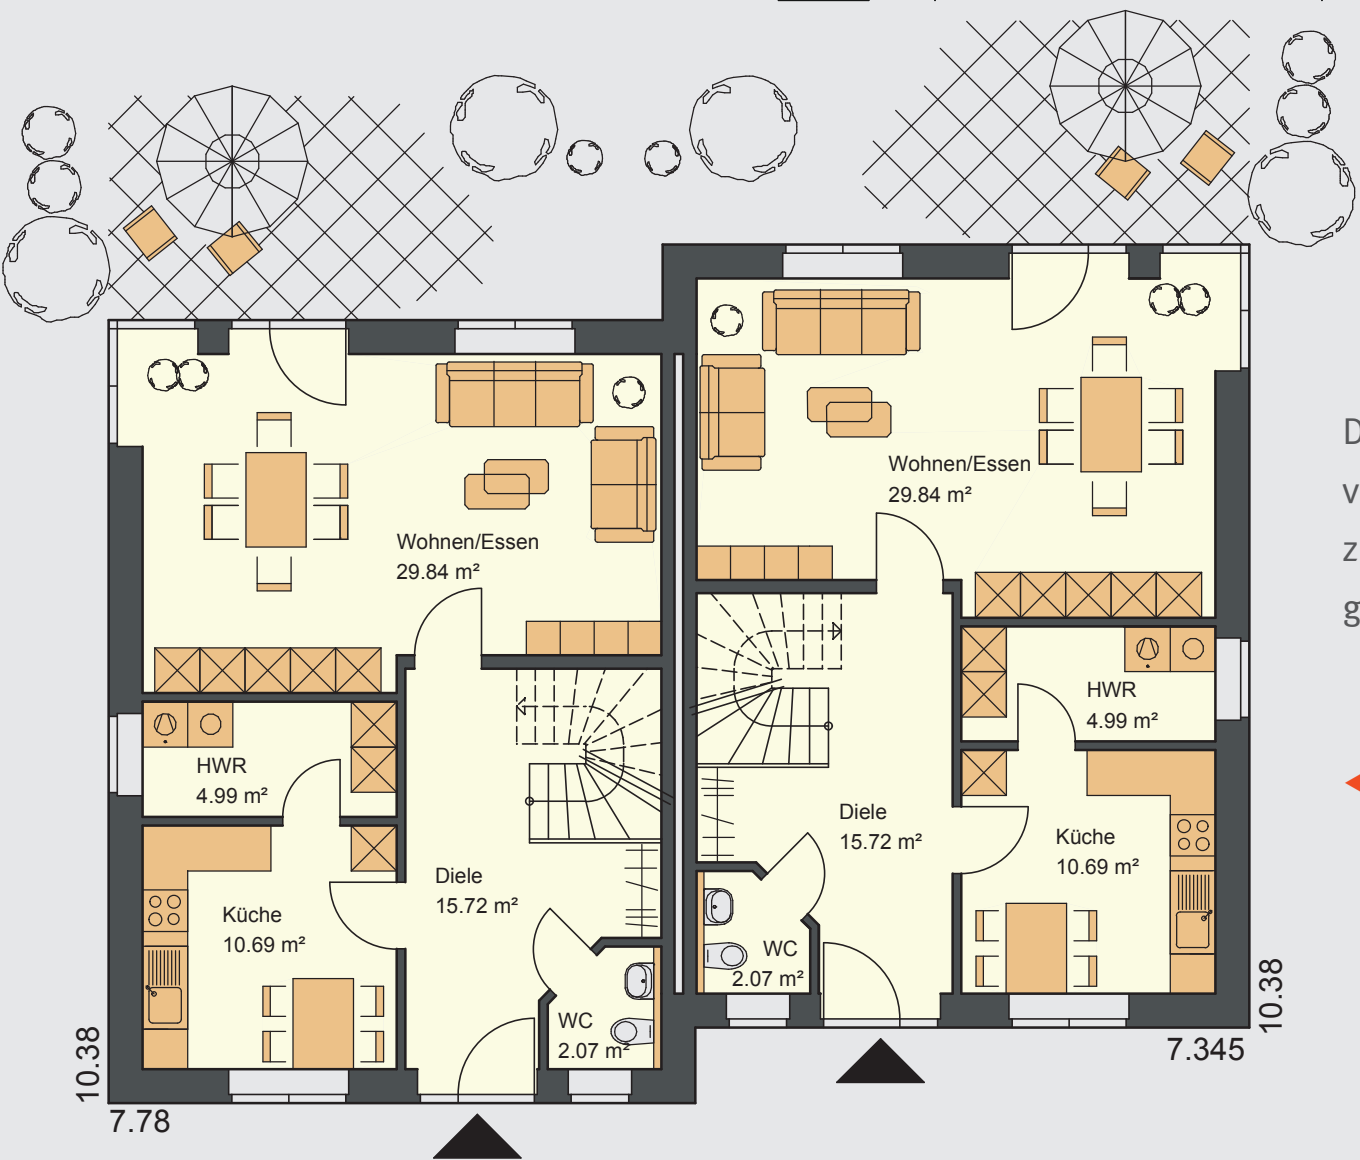 Wohnen/Essen
29.84 m²
HWR
4.99 m²
Küche
10.69 m²
Diele
15.72 m²
WC
2.07 m²
10.38
7.78
Wohnen/Essen
29.84 m²
HWR
4.99 m²
Diele
15.72 m²
Küche
10.69 m²
WC
2.07 m²
10.38
7.345